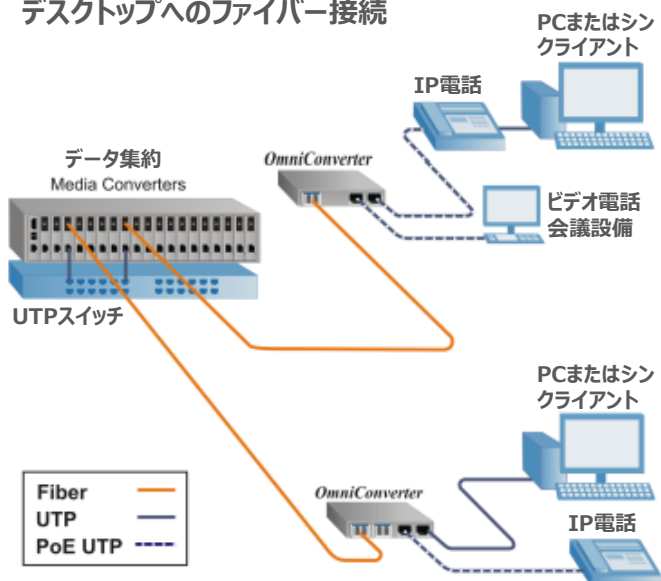 デスクトップへのファイバー接続
PCまたはシン
クライアント
IP電話
データ集約
Media Converters
OmniConverter
ビデオ電話
会議設備
UTPスイッチ
PCまたはシン
クライアント
OmniConverter
IP電話
Fiber
UTP
PoE UTP